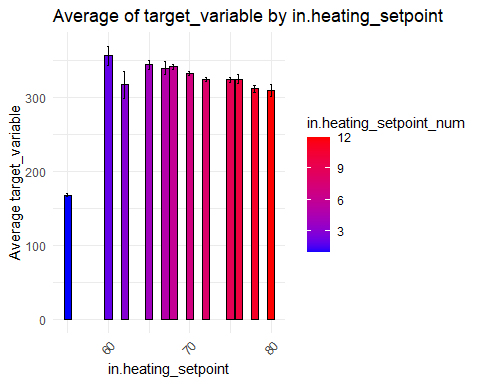 Average of target_variable by in.heating_setpoint
Average target_variable
300
200
100
0
60
70
80
in.heating_setpoint
in.heating_setpoint_num
12
9
6
3